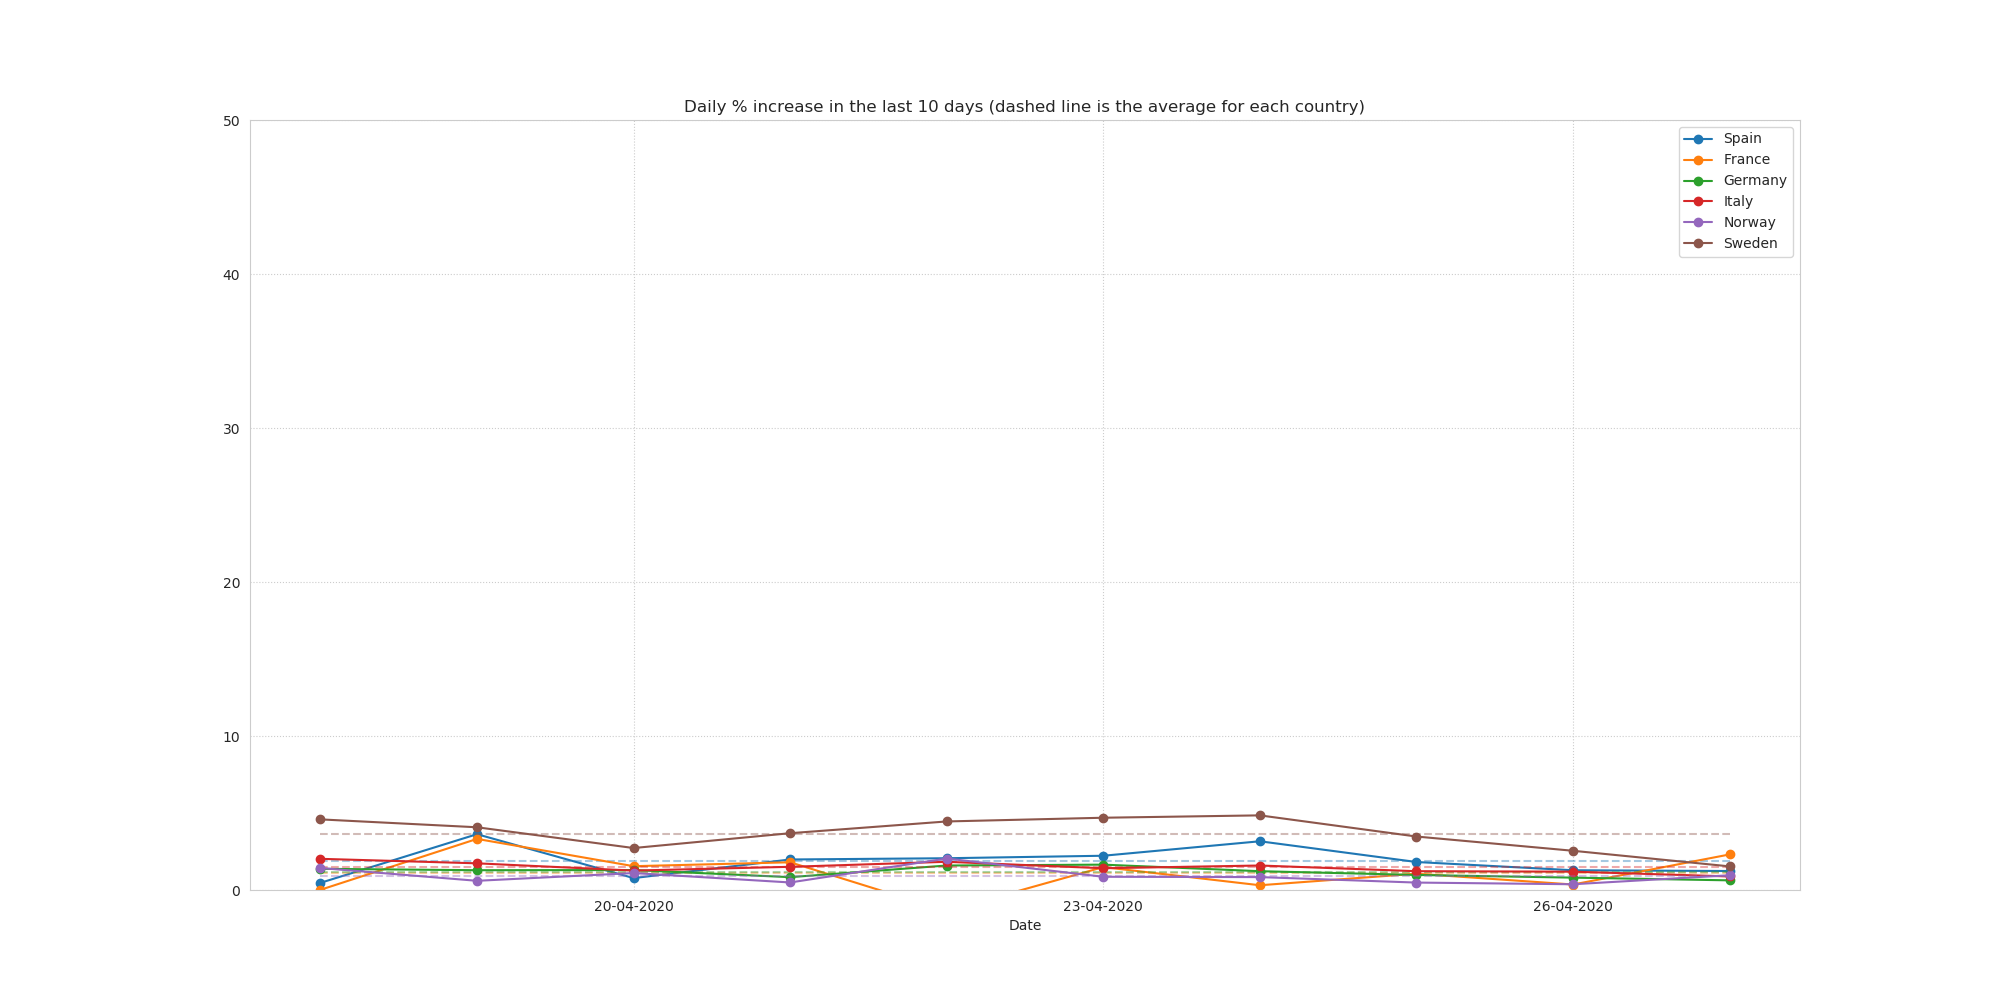 Daily % increase in the last 10 days (dashed line is the average for each country)
50
40
30
20
10
0
Spain
France
Germany
Italy
Norway
Sweden
20-04-2020 23-04-2020 26-04-2020
Date